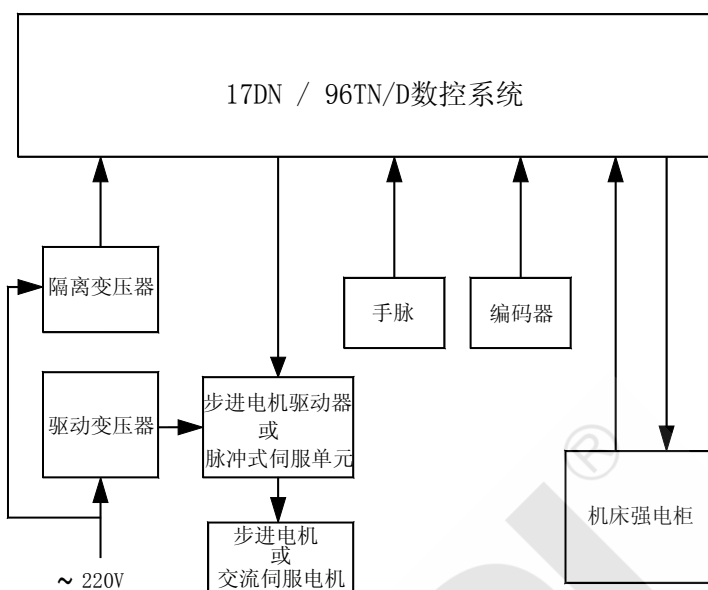 17DN / 96TN/D数控系统
隔离变压器
手脉
编码器
驱动变压器
步进电机驱动器
或
脉冲式伺服单元
机床强电柜
步进电机
或
交流伺服电机
~ 220V
®